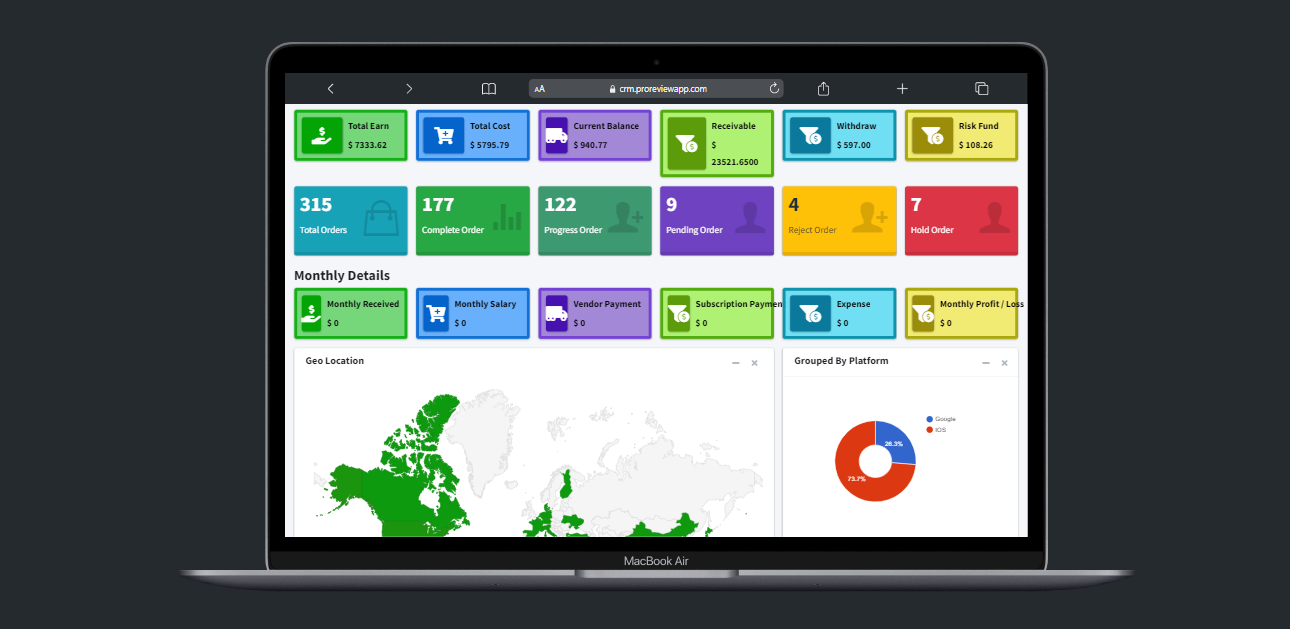 AA
crm.proreviewapp.com
Total Earn
$ 7333.62
Total Cost
$ 5795.79
Current Balance
$ 940.77
Receivable
$
23521.6500
Withdraw
$ 597.00
Risk Fund
$ 108.26
315
Total Orders
177
Complete Order
122
Progress Order
9
Pending Order
4
Reject Order
7
Hold Order
Monthly Details
Monthly Received
$ 0
Monthly Salary
$ 0
Vendor Payment
$ 0
Subscription Paymen
$ 0
Expense
$ 0
Monthly Profit / Loss
$ 0
Geo Location
Grouped By Platform
Google
IOS
26.3%
73.7%
MacBook Air